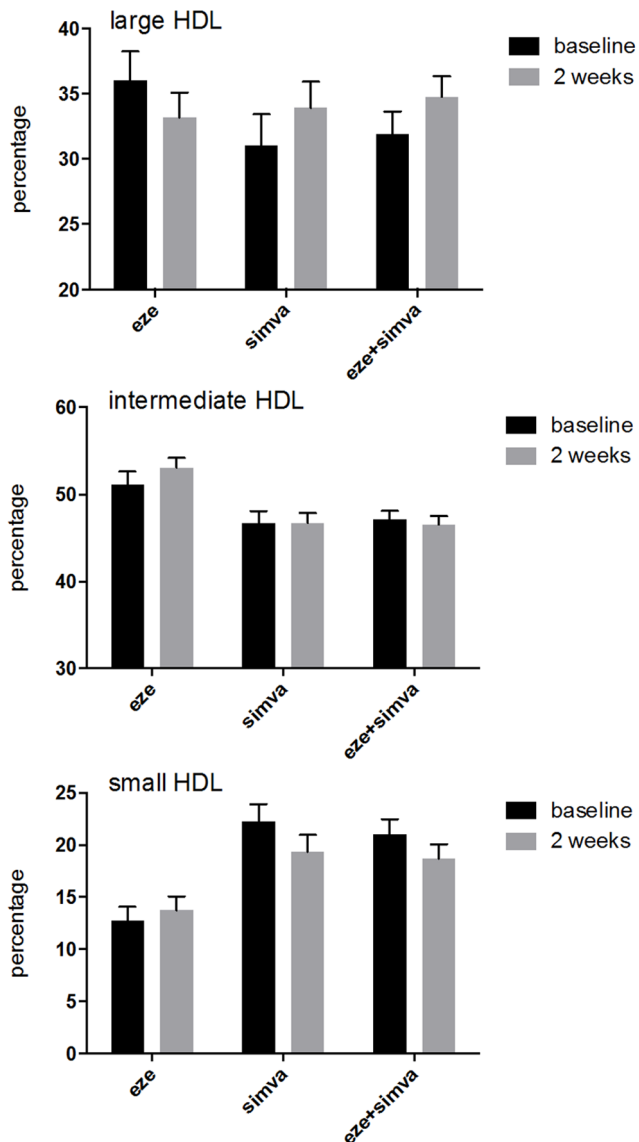 large HDL
40
35
30
25
20
percentage
eze
simva
eze+simva
baseline
2 weeks
intermediate HDL
60
50
40
30
percentage
eze
simva
eze+simva
baseline
2 weeks
small HDL
25
20
15
10
5
0
percentage
eze
simva
eze+simva
baseline
2 weeks